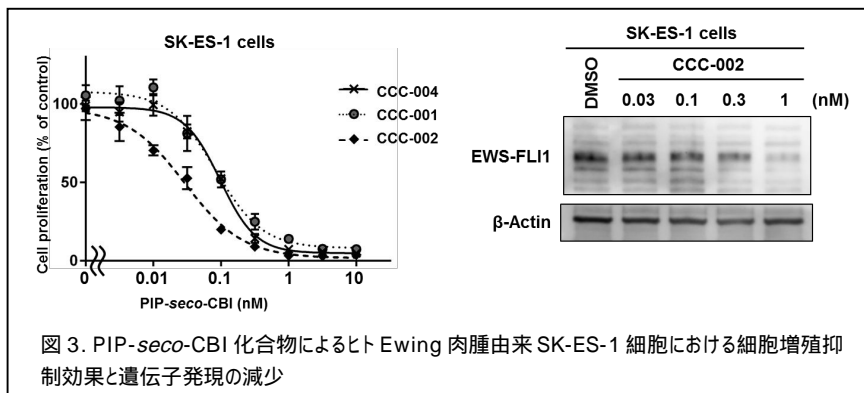 SK-ES-1 cells
Cell proliferation (% of control)
100
50
0
0
0.01
0.1
1
10
PIP-seco-CBI (nM)
CCC-004
CCC-001
CCC-002
SK-ES-1 cells
DMSO
CCC-002
0.03 0.1 0.3 1 (nM)
EWS-FLI1
β-Actin
図 3. PIP-seco-CBI 化合物によるヒト Ewing 肉腫由来 SK-ES-1 細胞における細胞増殖抑
制効果と遺伝子発現の減少